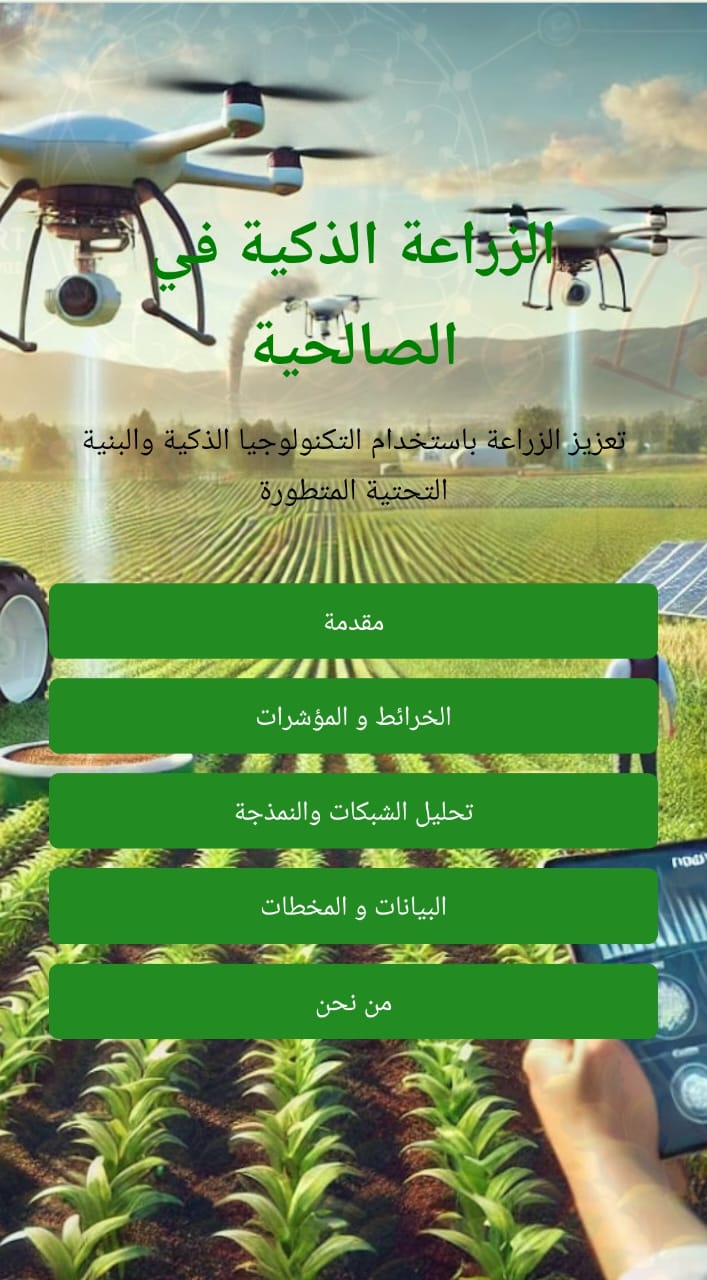 الزراعة الذكية في
الصالحية
تعزيز الزراعة باستخدام التكنولوجيا الذكية والبنية
التحتية المتطورة
مقدمة
الخرائط و المؤشرات
تحليل الشبكات والنمذجة
البيانات و المخطات
من نحن